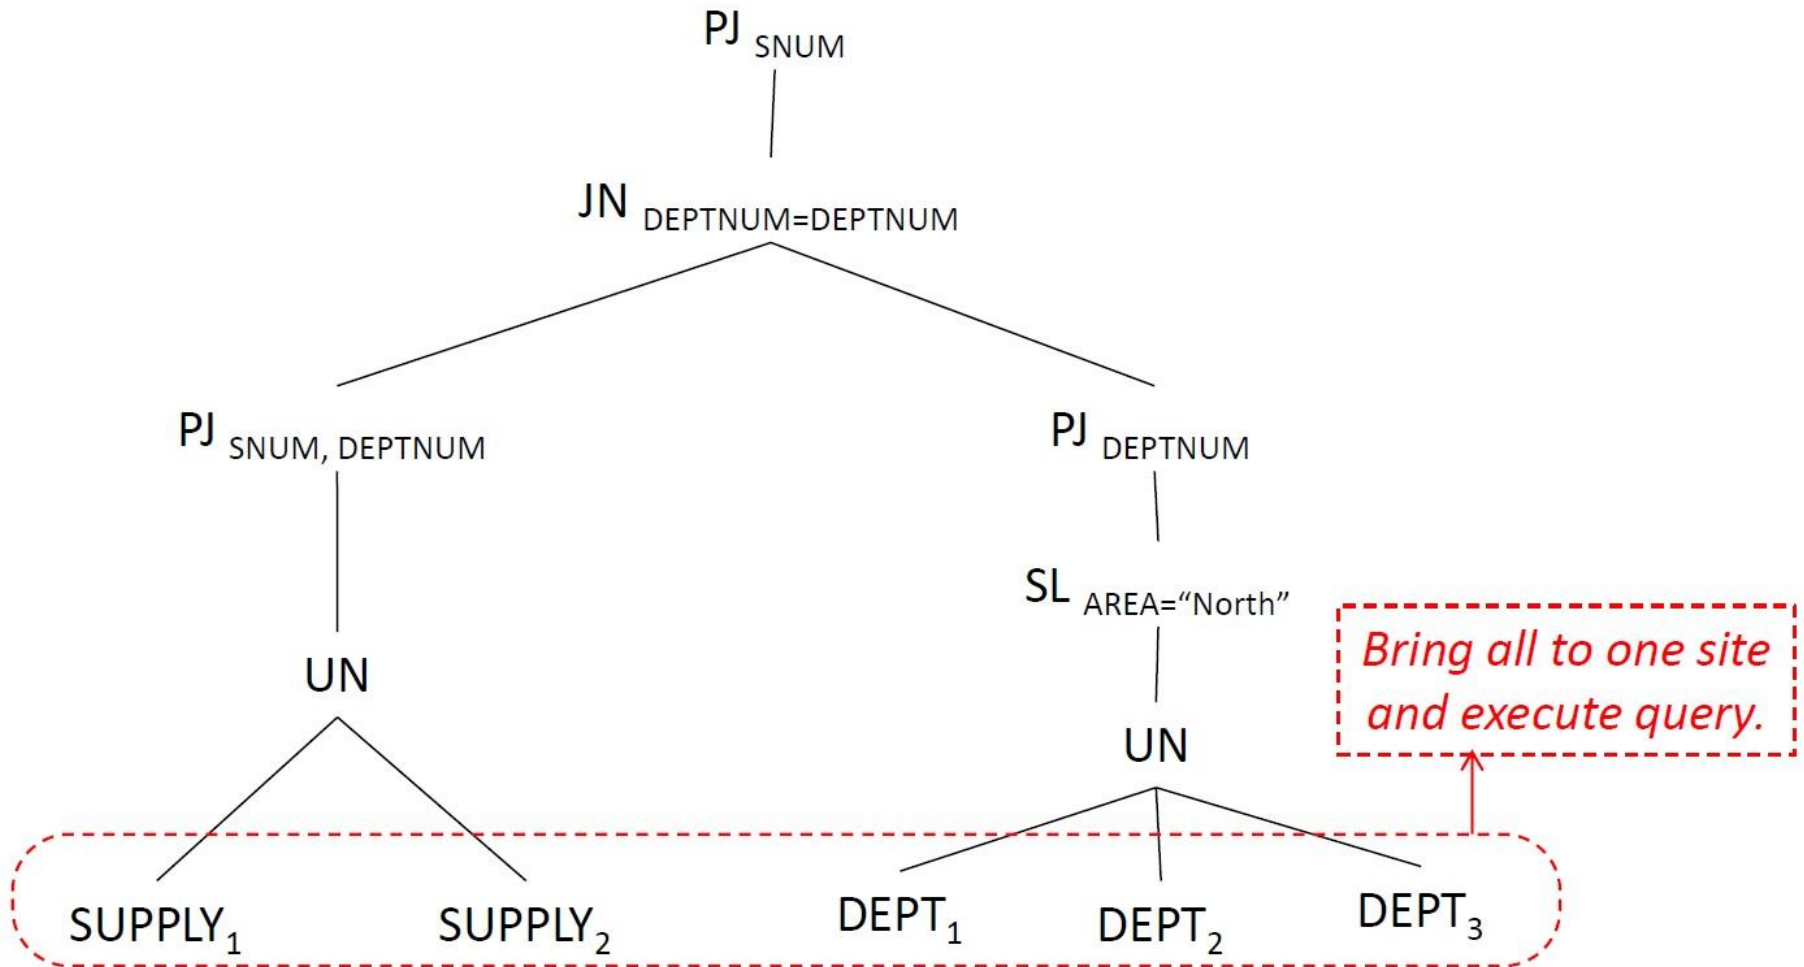 PJ SNUM
JN DEPTNUM=DEPTNUM
PJ SNUM, DEPTNUM
PJ DEPTNUM
SL AREA=“North”
UN
UN
Bring all to one site
and execute query.
SUPPLY1
SUPPLY2
DEPT1
DEPT2
DEPT3